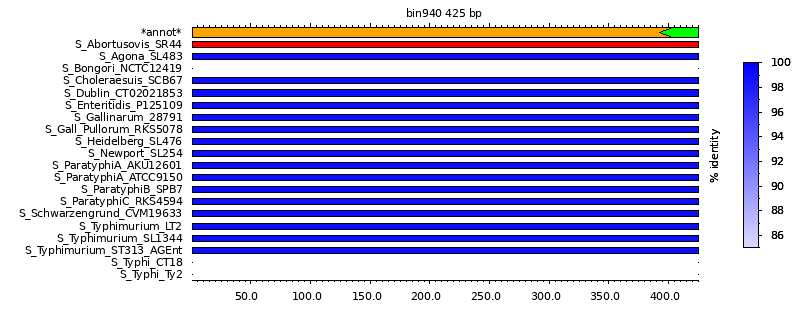 bin940 425 bp
*annot*
S_Abortusovis_SR44
S_Agona_SL483
S_Bongori_NCTC12419
S_Choleraesuis_SCB67
S_Dublin_CT02021853
S_Enteritidis_P125109
S_Gallinarum_28791
S_Gall_Pullorum_RKS5078
S_Heidelberg_SL476
S_Newport_SL254
S_ParatyphiA_AKU12601
S_ParatyphiA_ATCC9150
S_ParatyphiB_SPB7
S_ParatyphiC_RKS4594
S_Schwarzengrund_CVM19633
S_Typhimurium_LT2
S_Typhimurium_SL1344
S_Typhimurium_ST313_AGEnt
S_Typhi_CT18
S_Typhi_Ty2
50.0 100.0 150.0 200.0 250.0 300.0 350.0 400.0
% identity
100
98
96
94
92
90
88
86